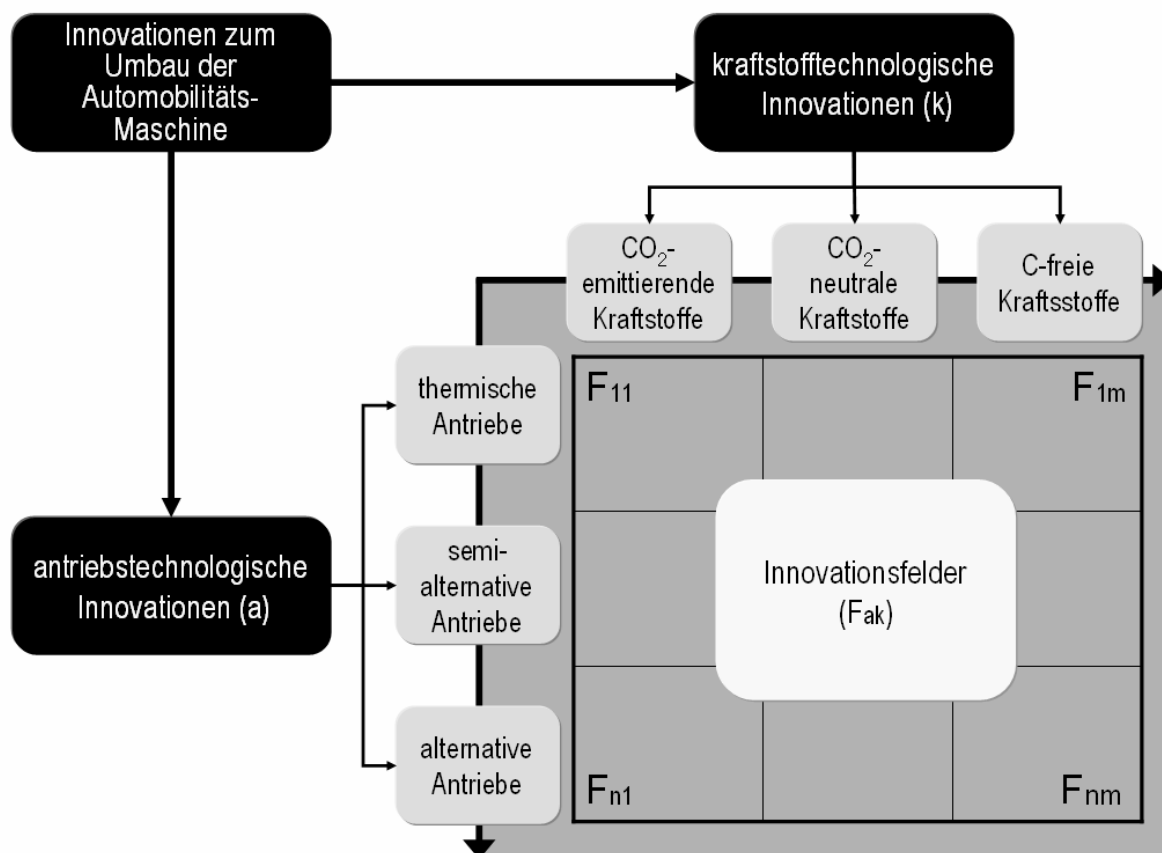 Innovationen zum
Umbau der
Automobilitäts-
Maschine
kraftstofftechnologische
Innovationen (k)
CO₂-
emittierende
Kraftstoffe
CO₂-
neutrale
Kraftstoffe
C-freie
Kraftsstoffe
thermische
Antriebe
F₁₁
F₁ₘ
antriebstechnologische
Innovationen (a)
semi-
alternative
Antriebe
Innovationsfelder
(Fak)
alternative
Antriebe
Fn1
Fnm